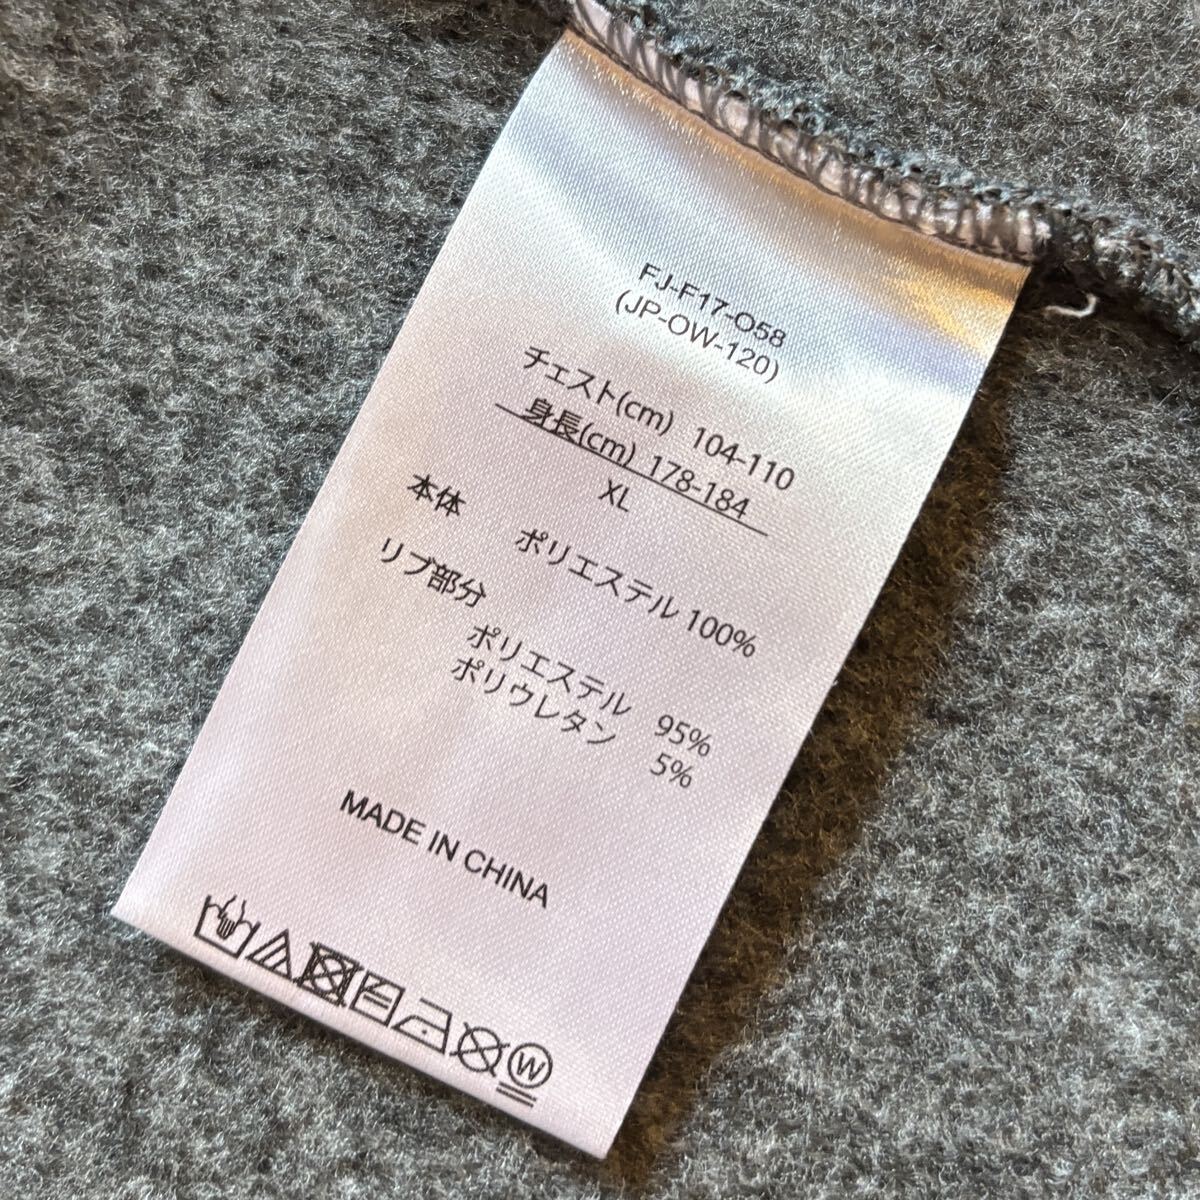 FJ-F17-O58
(JP-OW-120)
チェスト(cm) 104-110
身長(cm) 178-184
XL
本体
ポリエステル 100%
リブ部分
ポリエステル 95%
ポリウレタン 5%
MADE IN CHINA
W